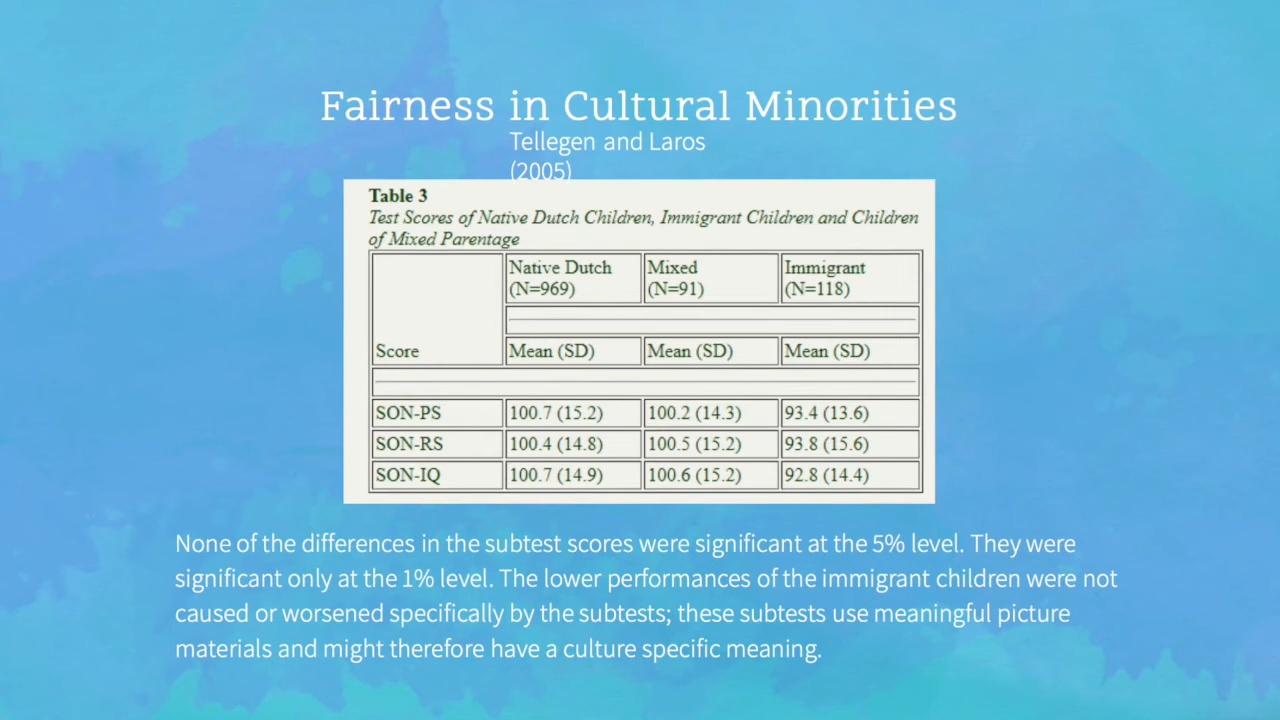 Fairness in Cultural Minorities
Tellegen and Laros
(2005)
Table 3
Test Scores of Native Dutch Children, Immigrant Children and Children
of Mixed Parentage
Native Dutch Mixed Immigrant
(N=969) (N=91) (N=118)
Score Mean (SD) Mean (SD) Mean (SD)
SON-PS 100.7 (15.2) 100.2 (14.3) 93.4 (13.6)
SON-RS 100.4 (14.8) 100.5 (15.2) 93.8 (15.6)
SON-IQ 100.7 (14.9) 100.6 (15.2) 92.8 (14.4)
None of the differences in the subtest scores were significant at the 5% level. They were
significant only at the 1% level. The lower performances of the immigrant children were not
caused or worsened specifically by the subtests; these subtests use meaningful picture
materials and might therefore have a culture specific meaning.